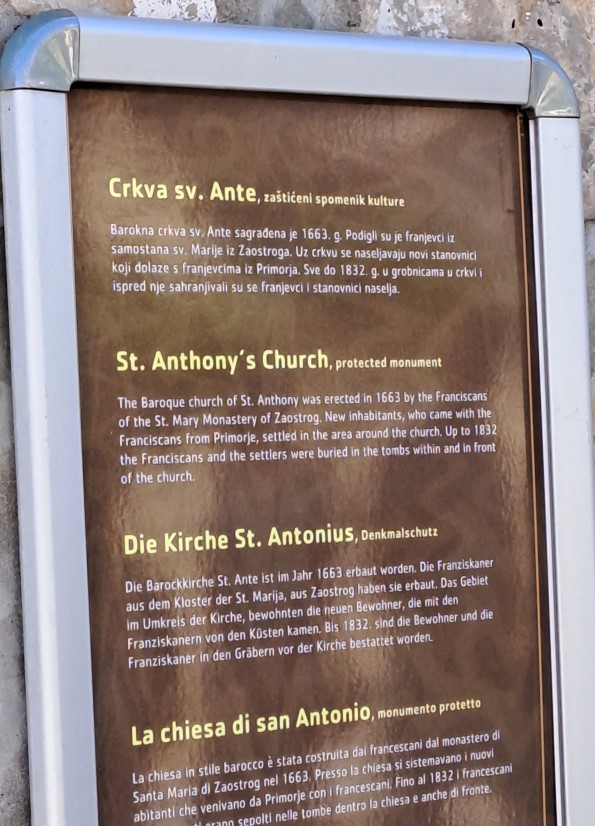 Crkva sv. Ante, zaštićeni spomenik kulture
Barokna crkva sv. Ante sagrađena je 1663. g. Podigli su je franjevci iz
samostana sv. Marije iz Zaostroga. Uz crkvu se naseljavaju novi stanovnici
koji dolaze s franjevcima iz Primorja. Sve do 1832. g. u grobnicama u crkvi i
ispred nje sahranjivali su se franjevci i stanovnici naselja.
St. Anthony's Church, protected monument
The Baroque church of St. Anthony was erected in 1663 by the Franciscans
of the St. Mary Monastery of Zaostrog. New inhabitants, who came with the
Franciscans from Primorje, settled in the area around the church. Up to 1832
the Franciscans and the settlers were buried in the tombs within and in front
of the church.
Die Kirche St. Antonius, Denkmalschutz
Die Barockkirche St. Ante ist im Jahr 1663 erbaut worden. Die Franziskaner
aus dem Kloster der St. Marija, aus Zaostrog haben sie erbaut. Das Gebiet
im Umkreis der Kirche, bewohnten die neuen Bewohner, die mit den
Franziskanern von den Küsten kamen. Bis 1832. sind die Bewohner und die
Franziskaner in den Gräbern vor der Kirche bestattet worden.
La chiesa di san Antonio, monumento protetto
La chiesa in stile barocco è stata costruita dai francescani dal monastero di
Santa Maria di Zaostrog nel 1663. Presso la chiesa si sistemavano i nuovi
abitanti che venivano da Primorje con i francescani. Fino al 1832 i francescani
erano sepolti nelle tombe dentro la chiesa e anche di fronte.